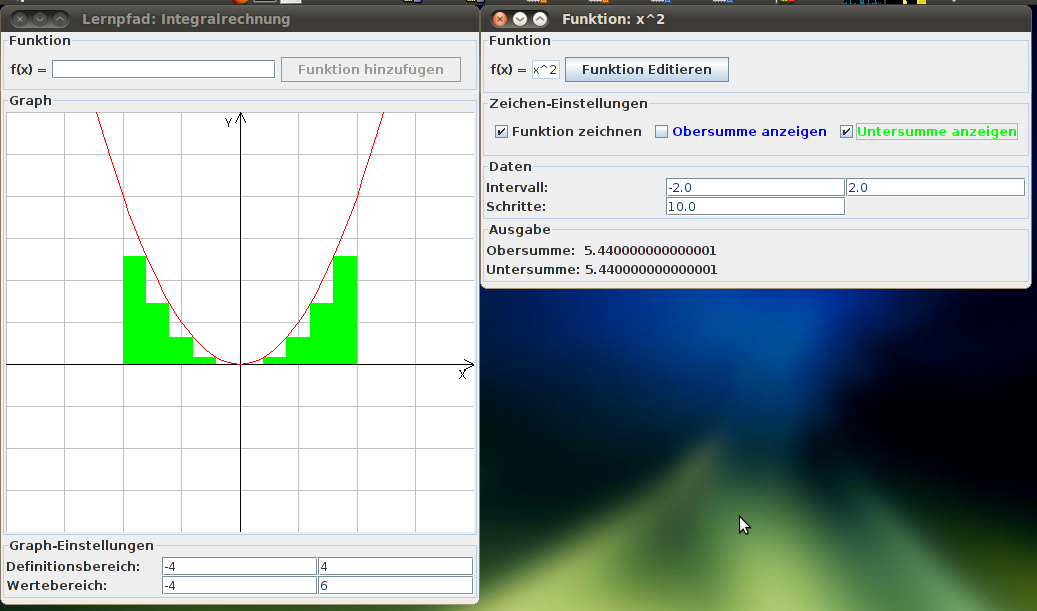 Lernpfad: Integralrechnung
Funktion
f(x) =
Funktion hinzufügen
Graph
Y
X
Graph-Einstellungen
Definitionsbereich: -4 4
Wertebereich: -4 6
Funktion: x^2
Funktion
f(x) = x^2 Funktion Editieren
Zeichen-Einstellungen
Funktion zeichnen Obersumme anzeigen Untersumme anzeigen
Daten
Intervall: -2.0 2.0
Schritte: 10.0
Ausgabe
Obersumme: 5.440000000000001
Untersumme: 5.440000000000001